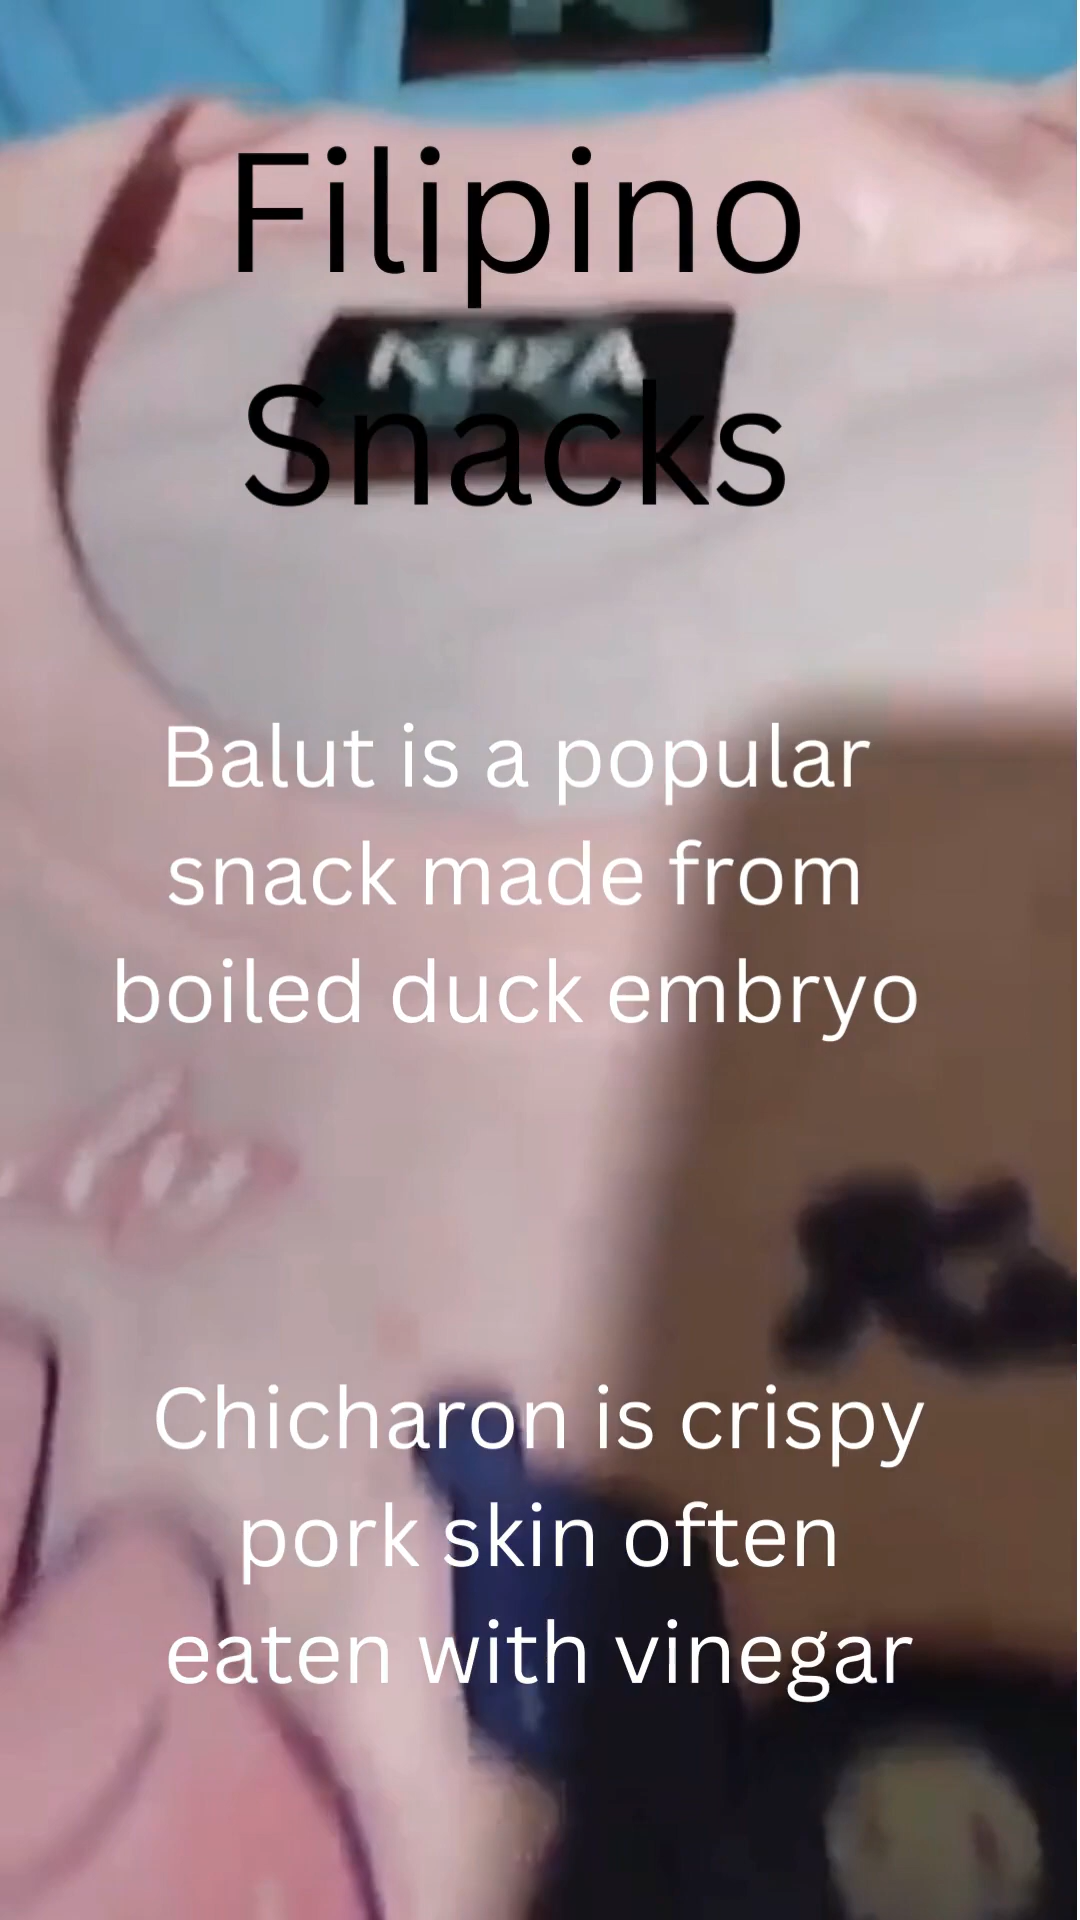 Filipino
Snacks
Balut is a popular
snack made from
boiled duck embryo
Chicharon is crispy
pork skin often
eaten with vinegar